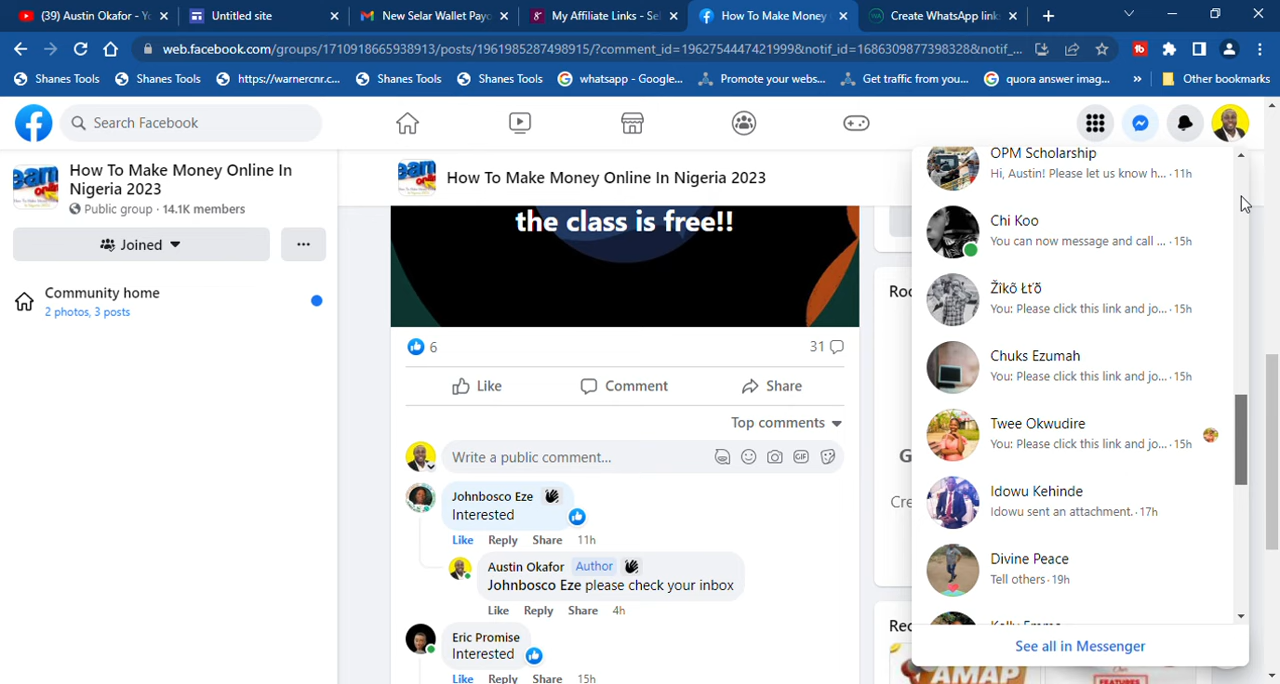 (39) Austin Okafor - Yo
Untitled site
New Selar Wallet Payo
My Affiliate Links - Sel
How To Make Money O
Create WhatsApp link
web.facebook.com/groups/1710918665938913/posts/1961985287498915/?comment_id=1962754447421999&notif_id=1686309877398328&notif_...
Shanes Tools
Shanes Tools
https://warnercnr.c...
Shanes Tools
Shanes Tools
whatsapp - Google...
Promote your webs...
Get traffic from you...
quora answer imag...
»
Other bookmarks
Search Facebook
How To Make Money Online In
Nigeria 2023
Public group · 14.1K members
Joined
...
Community home
2 photos, 3 posts
How To Make Money Online In Nigeria 2023
the class is free!!
6
31
Like
Comment
Share
Top comments
Write a public comment...
GIF
Johnbosco Eze
Interested
Like Reply Share 11h
Austin Okafor Author
Johnbosco Eze please check your inbox
Like Reply Share 4h
Eric Promise
Interested
Like Reply Share 15h
OPM Scholarship
Hi, Austin! Please let us know h... · 11h
Chi Koo
You can now message and call ... · 15h
Žïkõ Łťõ
You: Please click this link and jo... · 15h
Chuks Ezumah
You: Please click this link and jo... · 15h
Twee Okwudire
You: Please click this link and jo... · 15h
Idowu Kehinde
Idowu sent an attachment. · 17h
Divine Peace
Tell others · 19h
See all in Messenger
AMAP
FEATURES